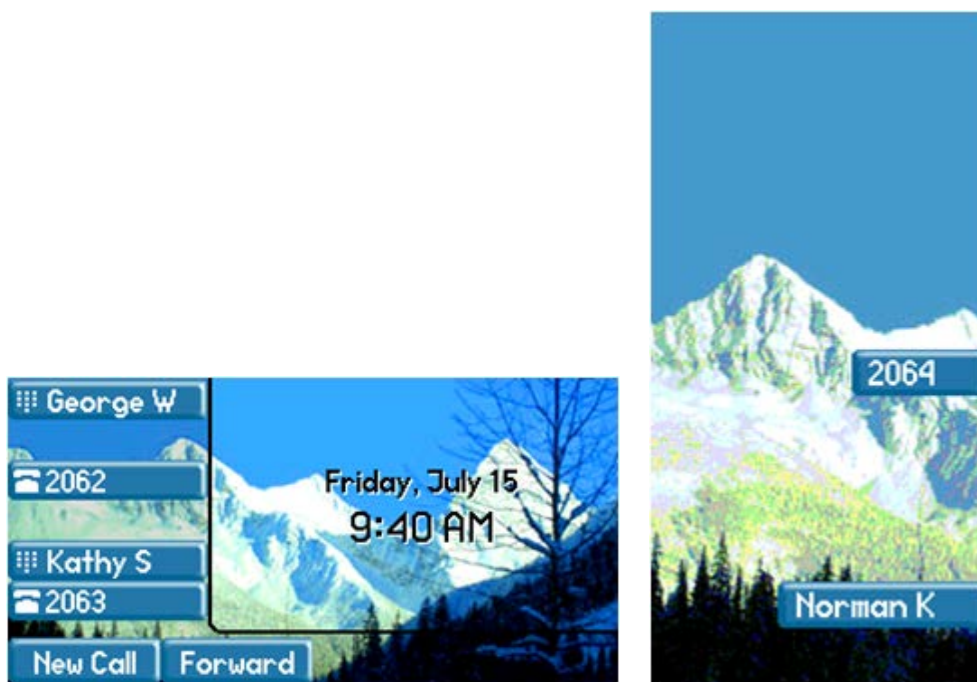 George W
2062
Kathy S
2063
Friday, July 15
9:40 AM
New Call
Forward
2064
Norman K